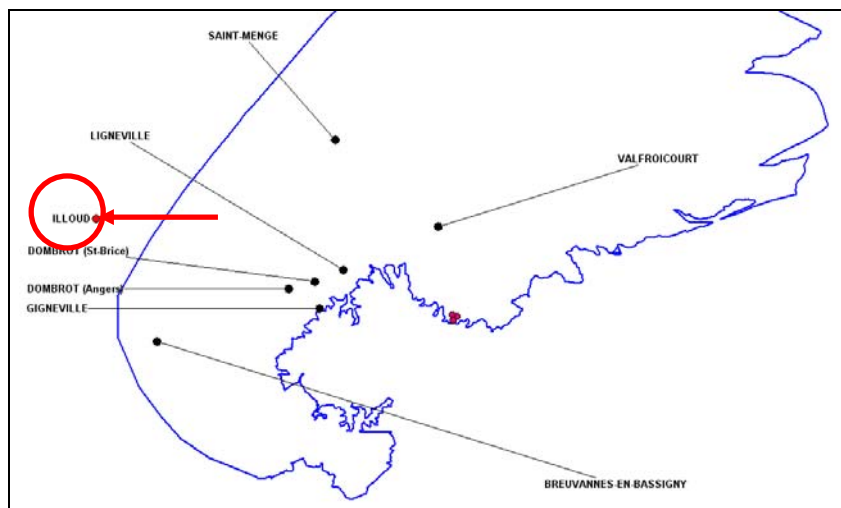 SAINT-MENGE
LIGNEVILLE
VALFROICOURT
ILLOUD
DOMBROT (St-Brice)
DOMBROT (Angers)
GIGNEVILLE
BREUVANNES-EN-BASSIGNY